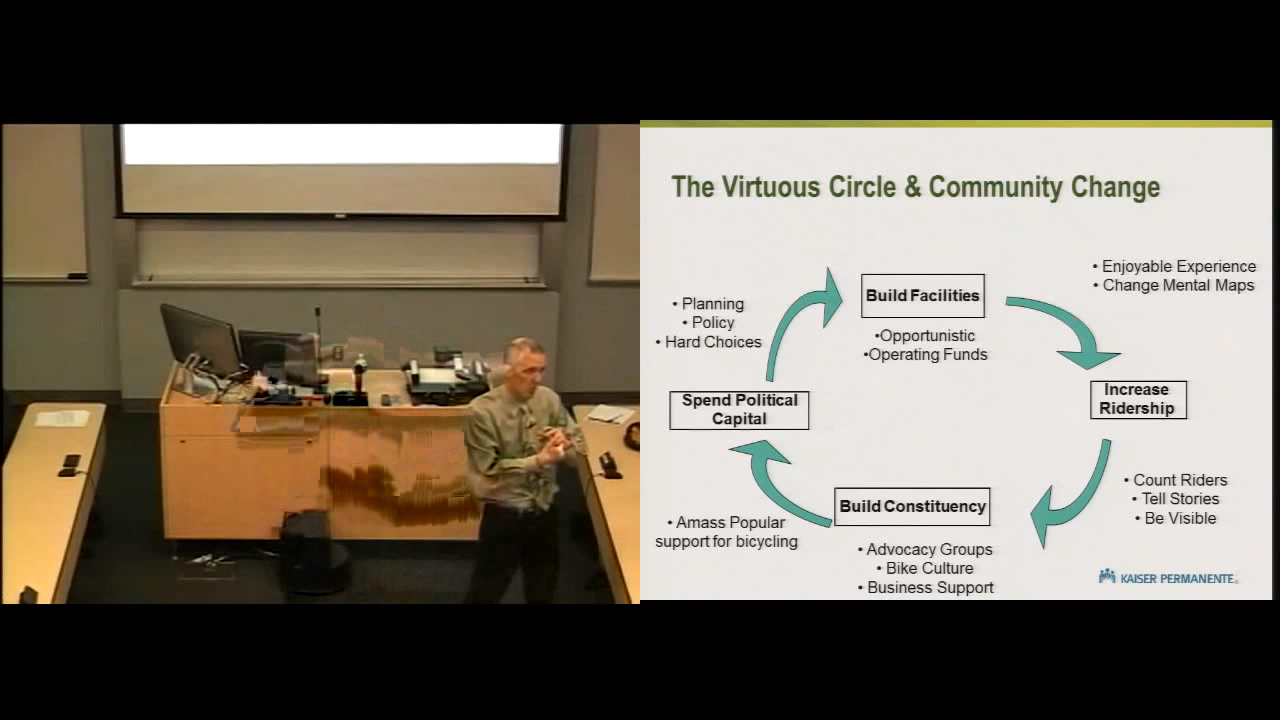 The Virtuous Circle & Community Change
• Enjoyable Experience
• Change Mental Maps
• Planning
• Policy
• Hard Choices
Build Facilities
•Opportunistic
•Operating Funds
Increase
Ridership
Spend Political
Capital
• Count Riders
• Tell Stories
• Be Visible
Build Constituency
• Amass Popular
support for bicycling
• Advocacy Groups
• Bike Culture
• Business Support
KAISER PERMANENTE®